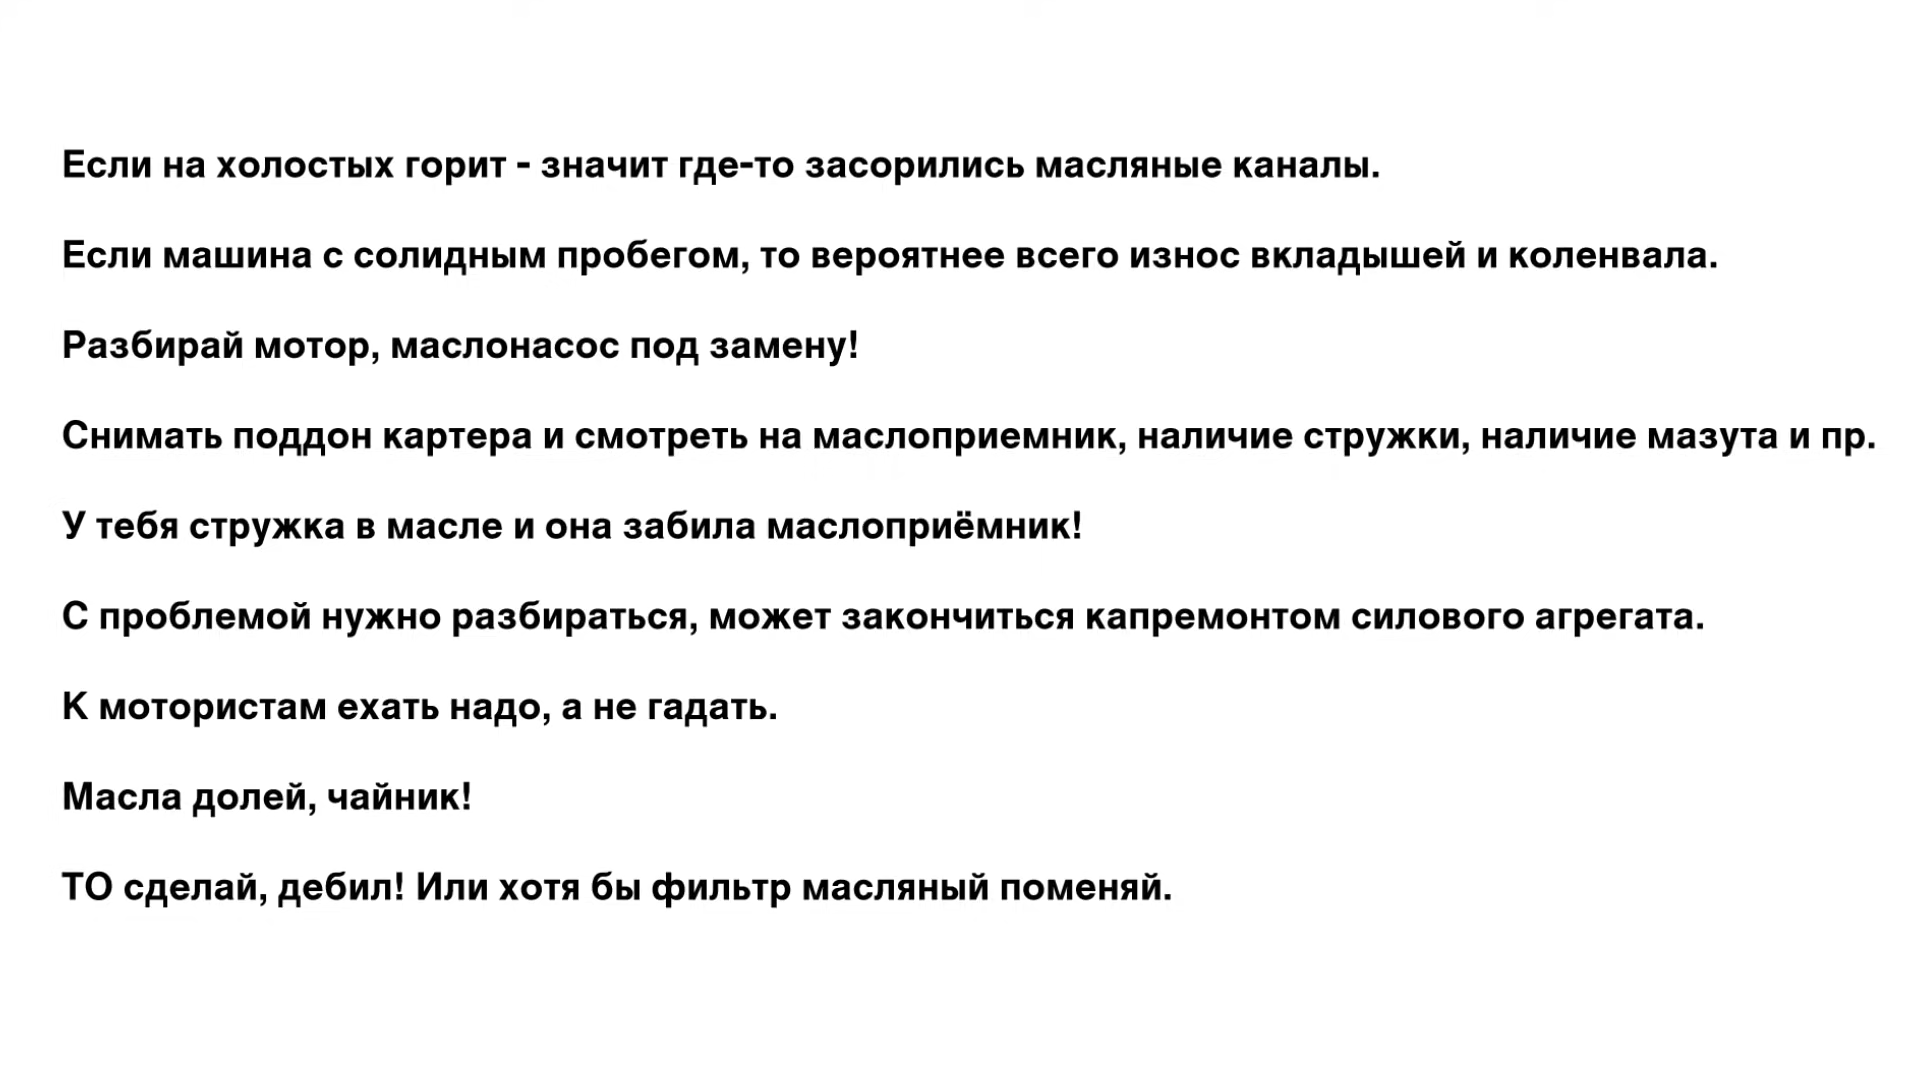 Если на холостых горит - значит где-то засорились масляные каналы.
Если машина с солидным пробегом, то вероятнее всего износ вкладышей и коленвала.
Разбирай мотор, маслонасос под замену!
Снимать поддон картера и смотреть на маслоприемник, наличие стружки, наличие мазута и пр.
У тебя стружка в масле и она забила маслоприёмник!
С проблемой нужно разбираться, может закончиться капремонтом силового агрегата.
К мотористам ехать надо, а не гадать.
Масла долей, чайник!
ТО сделай, дебил! Или хотя бы фильтр масляный поменяй.